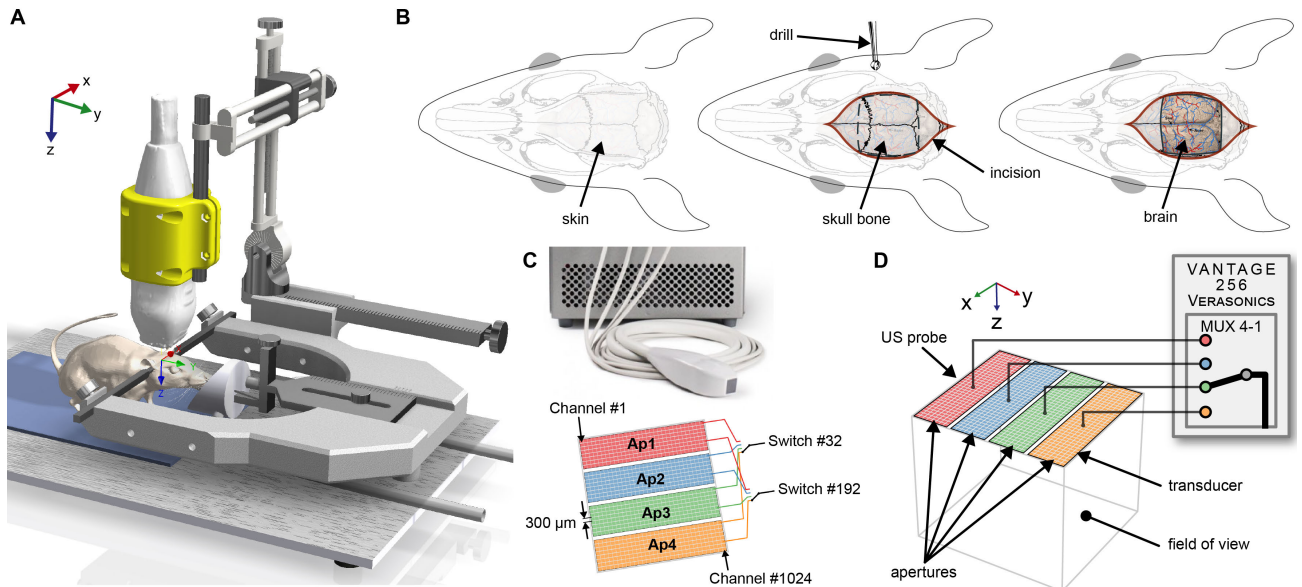 A
x
y
z
z
B
drill
incision
skin
skull bone
brain
C
Channel #1
Ap1
Ap2
Ap3
Ap4
Switch #32
Switch #192
300 µm
Channel #1024
D
x
y
z
US probe
VANTAGE
256
VERASONICS
MUX 4-1
transducer
field of view
apertures